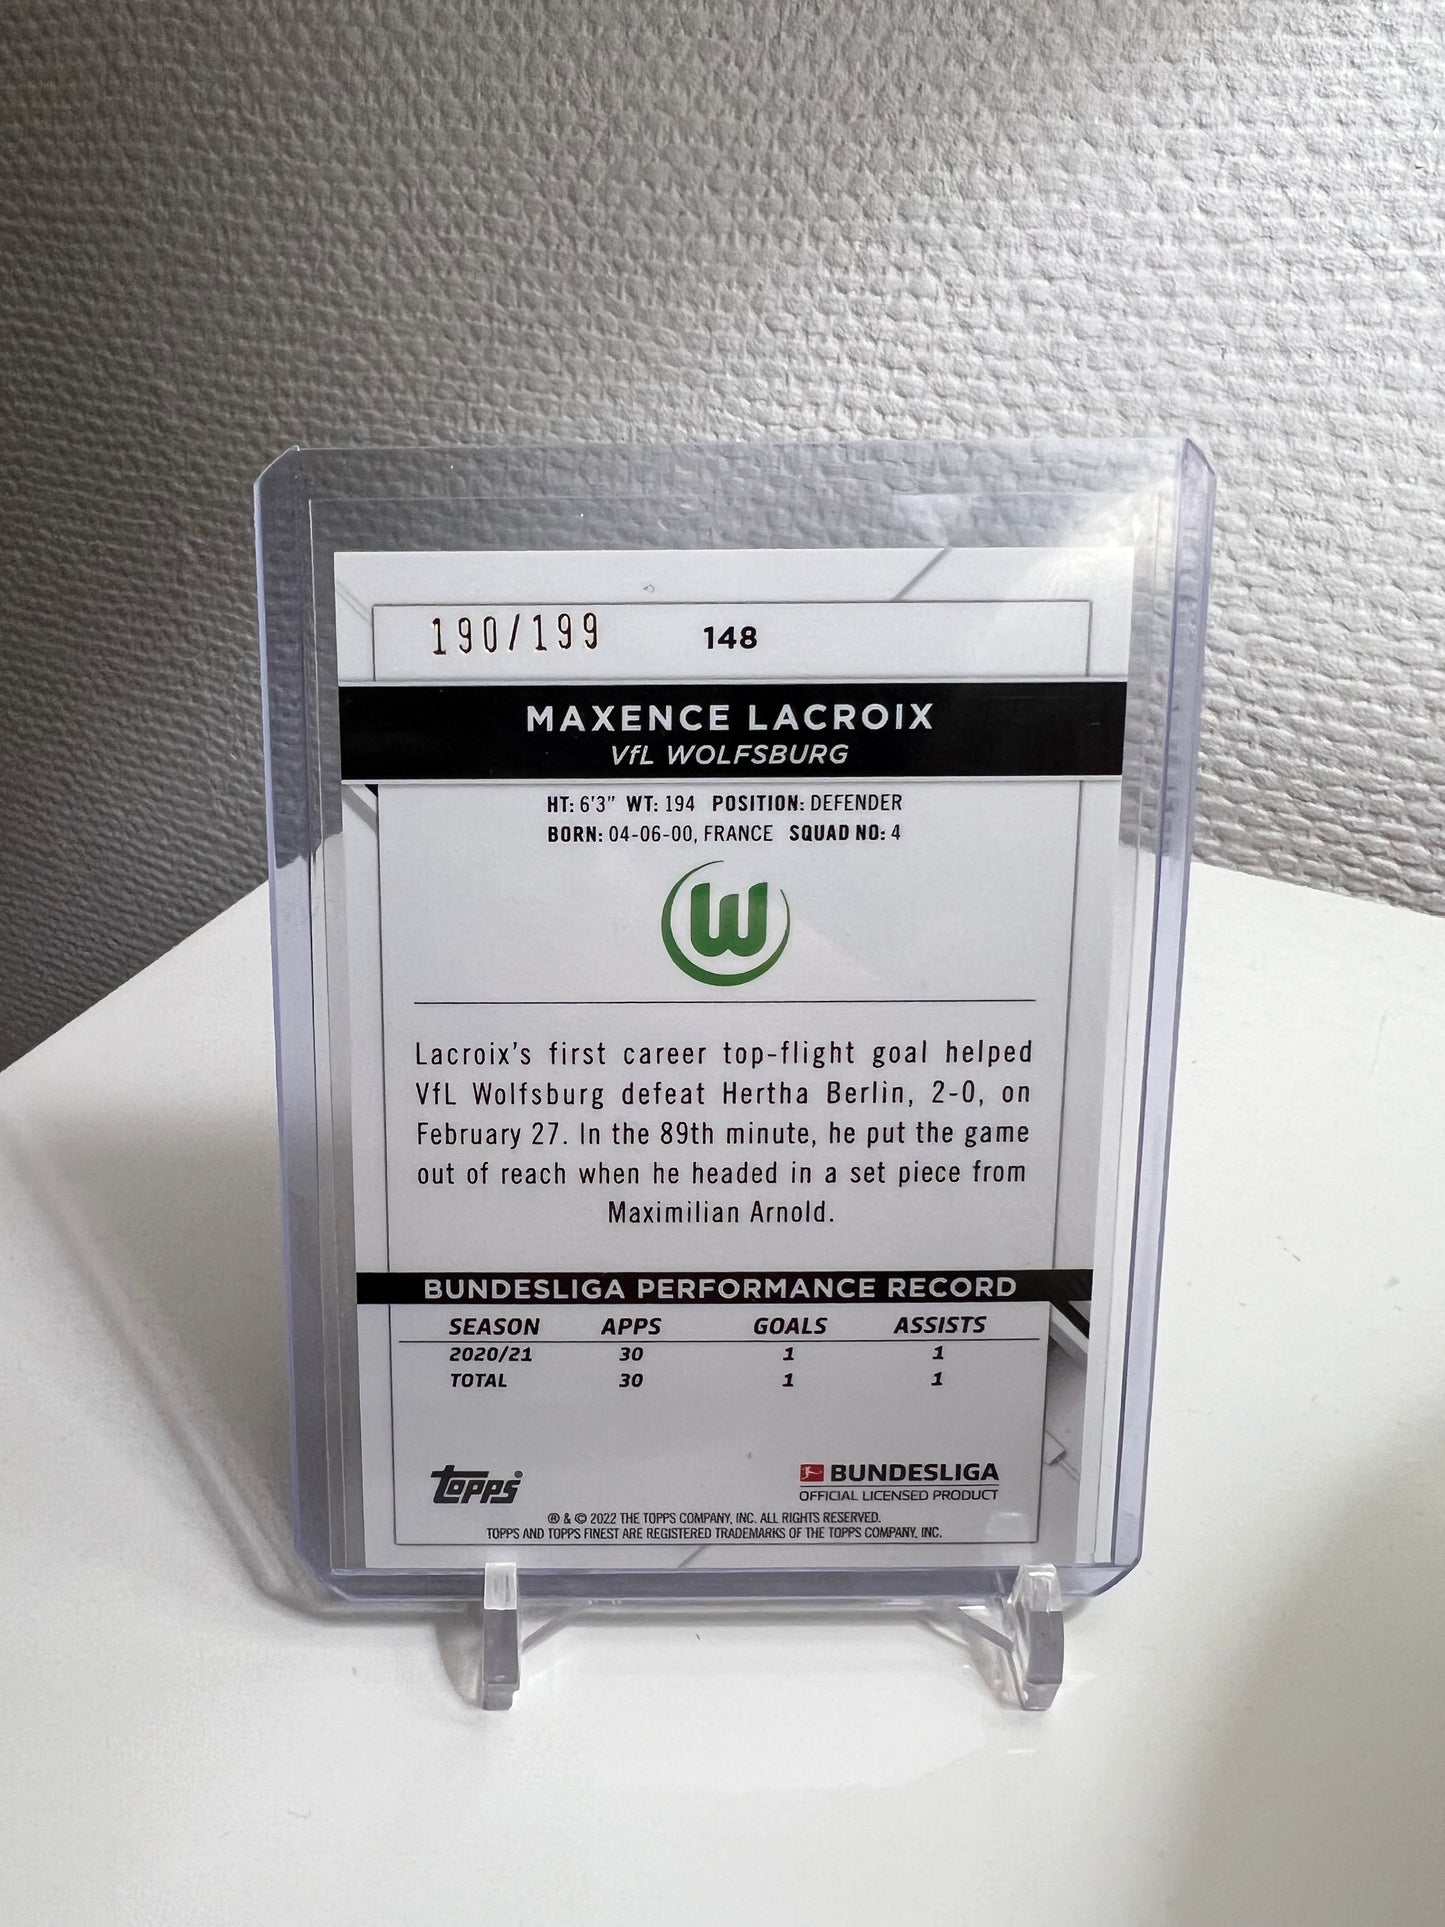 190/199 148
MAXENCE LACROIX
VfL WOLFSBURG
HT: 6'3" WT: 194 POSITION: DEFENDER
BORN: 04-06-00, FRANCE SQUAD NO: 4
W
Lacroix's first career top-flight goal helped
VfL Wolfsburg defeat Hertha Berlin, 2-0, on
February 27. In the 89th minute, he put the game
out of reach when he headed in a set piece from
Maximilian Arnold.
BUNDESLIGA PERFORMANCE RECORD
SEASON APPS GOALS ASSISTS
2020/21 30 1 1
TOTAL 30 1 1
topps®
BUNDESLIGA
OFFICIAL LICENSED PRODUCT
® & © 2022 THE TOPPS COMPANY, INC. ALL RIGHTS RESERVED.
TOPPS AND TOPPS FINEST ARE REGISTERED TRADEMARKS OF THE TOPPS COMPANY, INC.